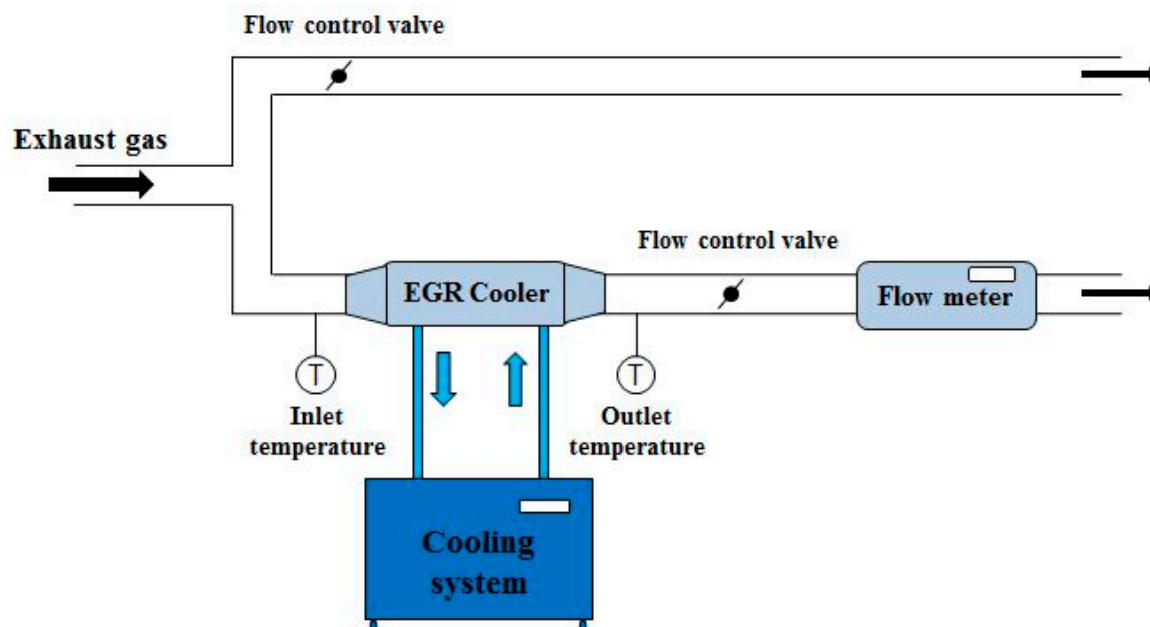 Flow control valve
Exhaust gas
Flow control valve
EGR Cooler
Flow meter
T
T
Inlet
temperature
Outlet
temperature
Cooling
system